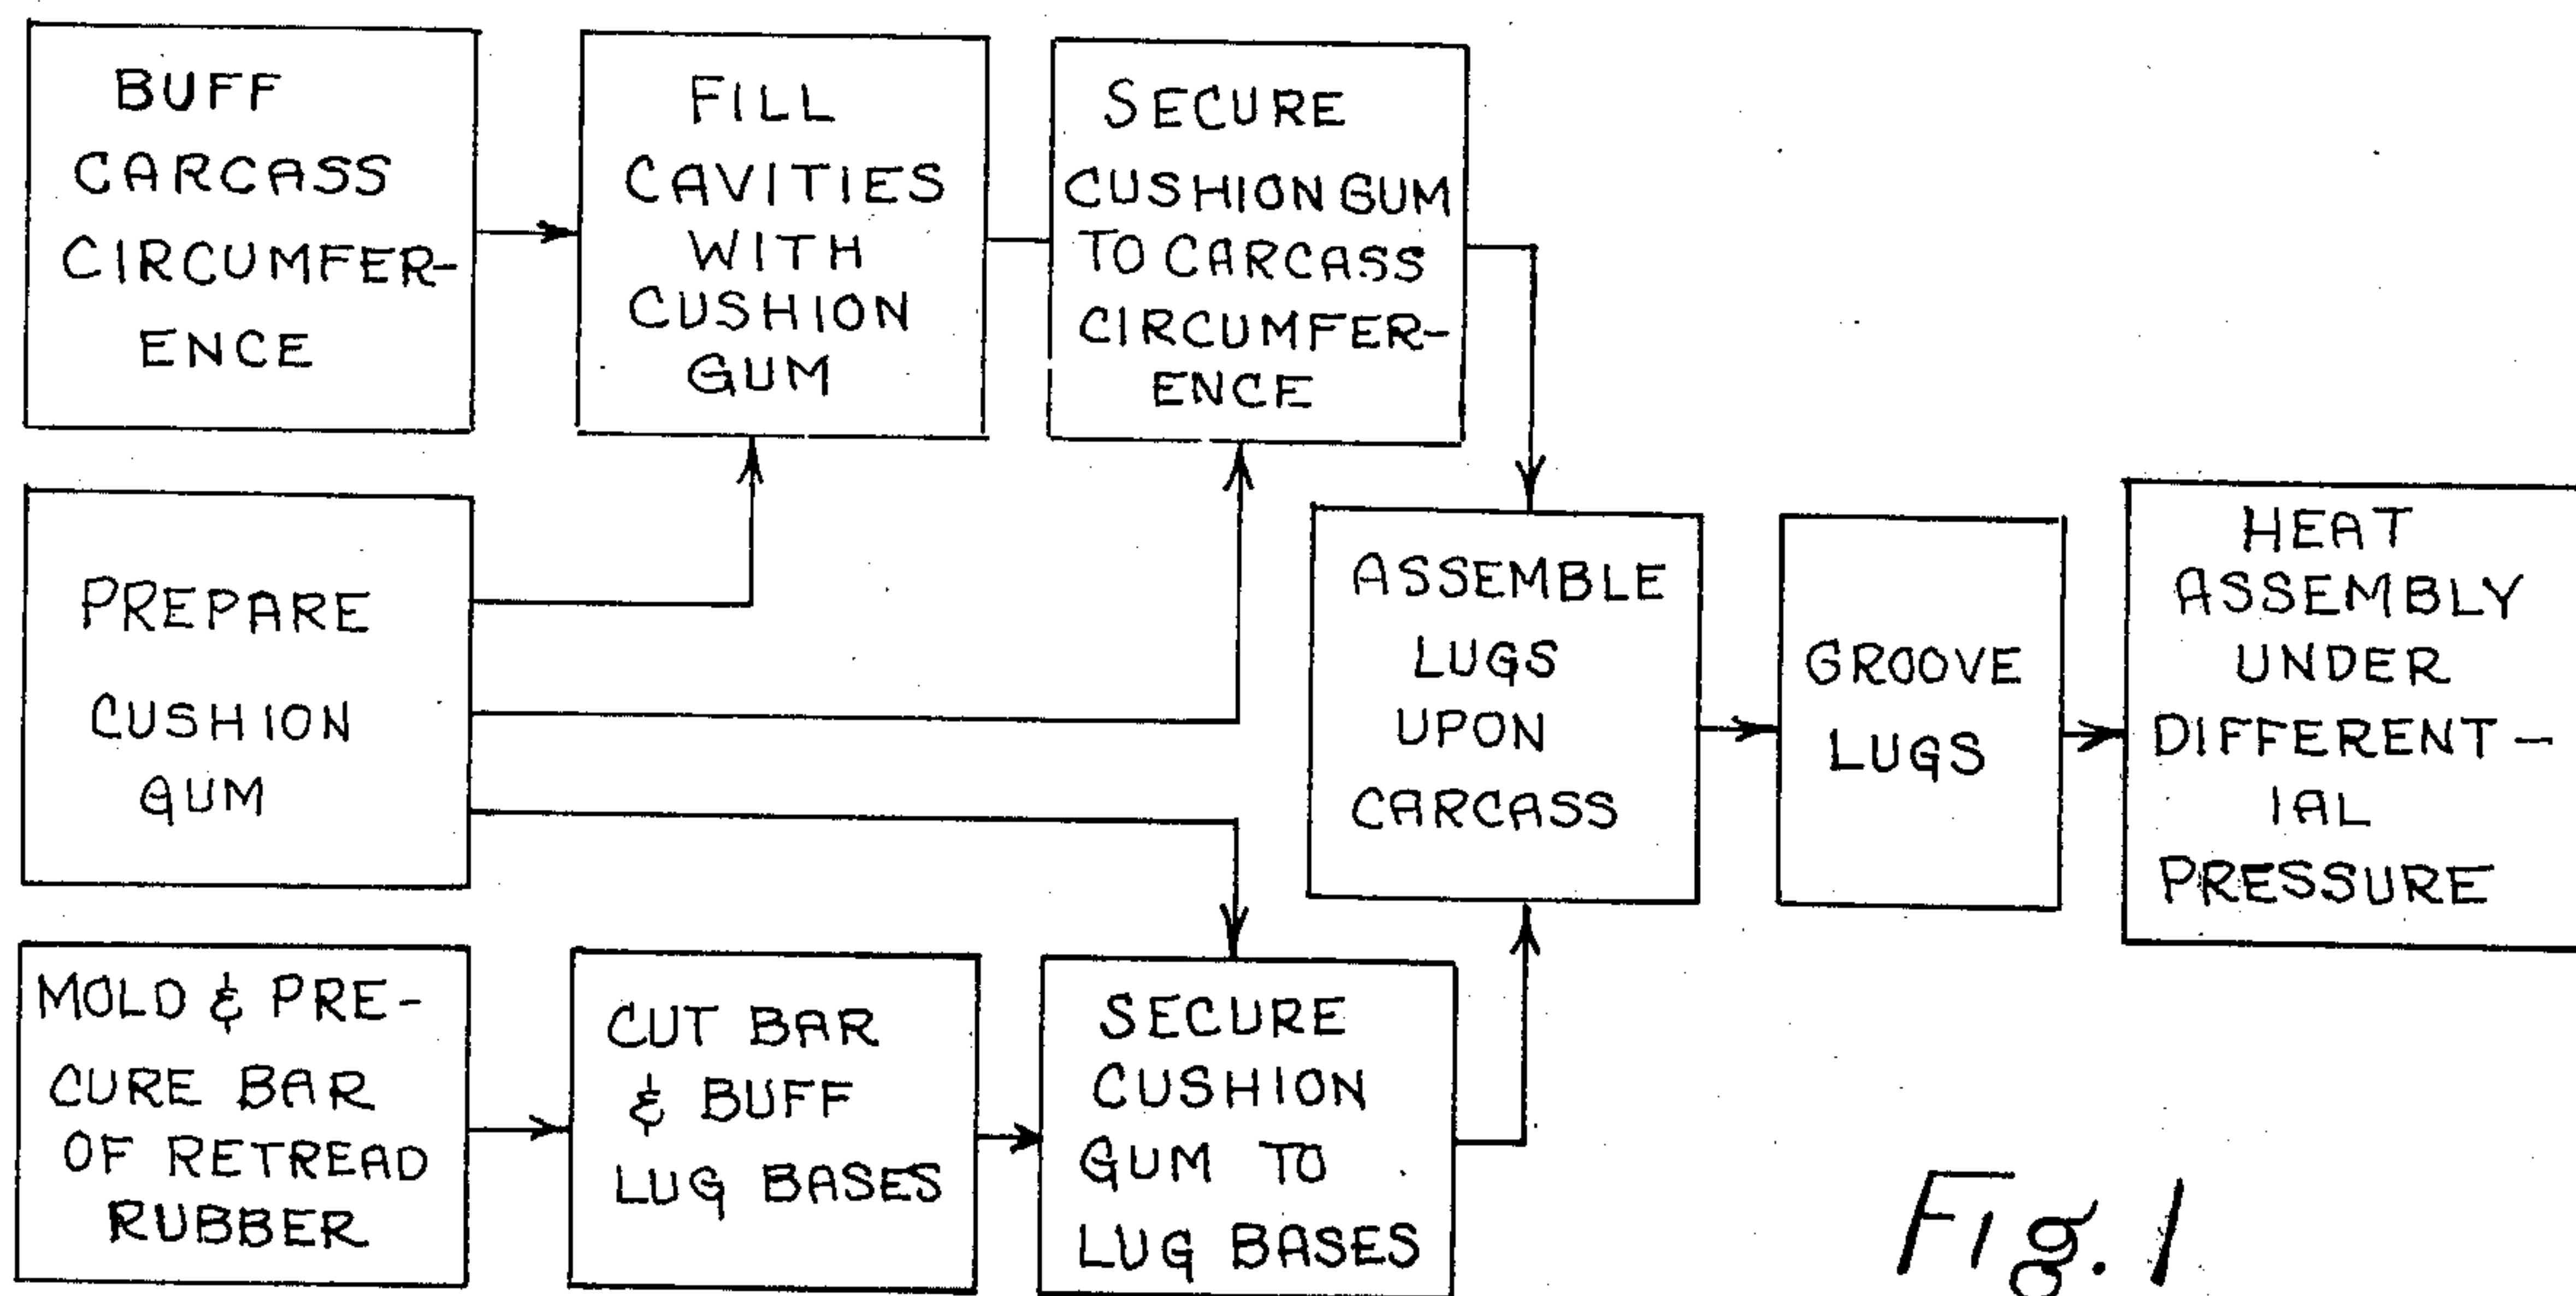 BUFF
CARCASS
CIRCUMFER-
ENCE
FILL
CAVITIES
WITH
CUSHION
GUM
SECURE
CUSHION GUM
TO CARCASS
CIRCUMFER-
ENCE
PREPARE
CUSHION
GUM
ASSEMBLE
LUGS
UPON
CARCASS
GROOVE
LUGS
HEAT
ASSEMBLY
UNDER
DIFFERENT-
IAL
PRESSURE
MOLD & PRE-
CURE BAR
OF RETREAD
RUBBER
CUT BAR
& BUFF
LUG BASES
SECURE
CUSHION
GUM TO
LUG BASES
Fig. 1